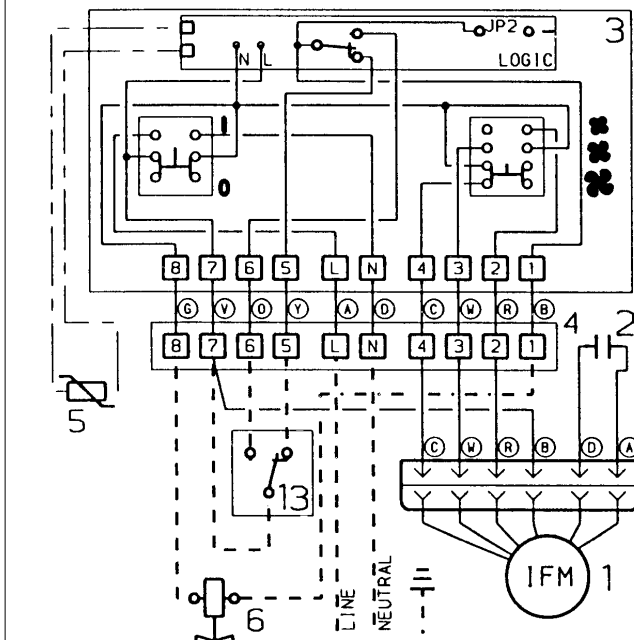 3
JP2
N L LOGIC
I
0
8 7 6 5 L N 4 3 2 1
G V O Y A D C W R B
4 2
8 7 6 5 L N 4 3 2 1
5
C W R B D A
13
IFM 1
6
LINE
NEUTRAL